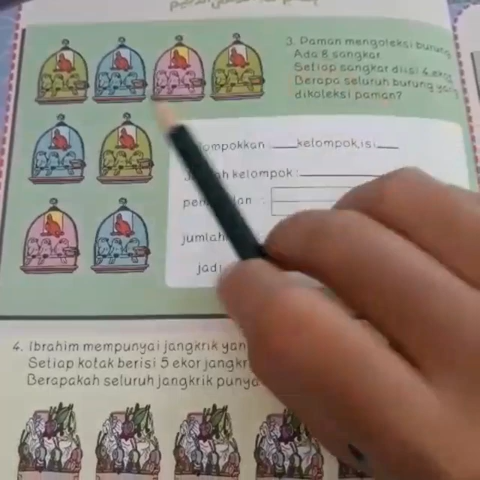 3. Paman mengoleksi burung
Ada 8 sangkar
Setiap sangkar diisi 4 ekor
Berapa seluruh burung yang
dikoleksi paman?
kelompok,isi
kelompok :
jumlah
jadi
4. Ibrahim mempunyai jangkrik yan
Setiap kotak berisi 5 ekor jangkr
Berapakah seluruh jangkrik punya